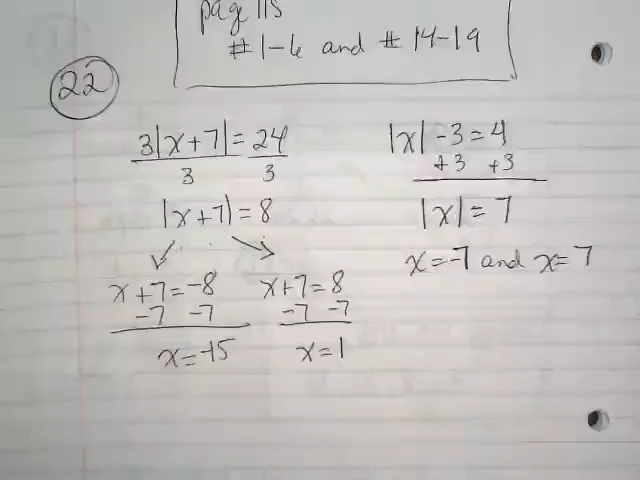 page 115
# 1-6 and # 14-19
22
3|x+7| = 24
3 3
|x+7| = 8
x+7=-8 x+7=8
-7 -7 -7 -7
x=-15 x=1
|x| -3 = 4
+3 +3
|x| = 7
x=-7 and x=7